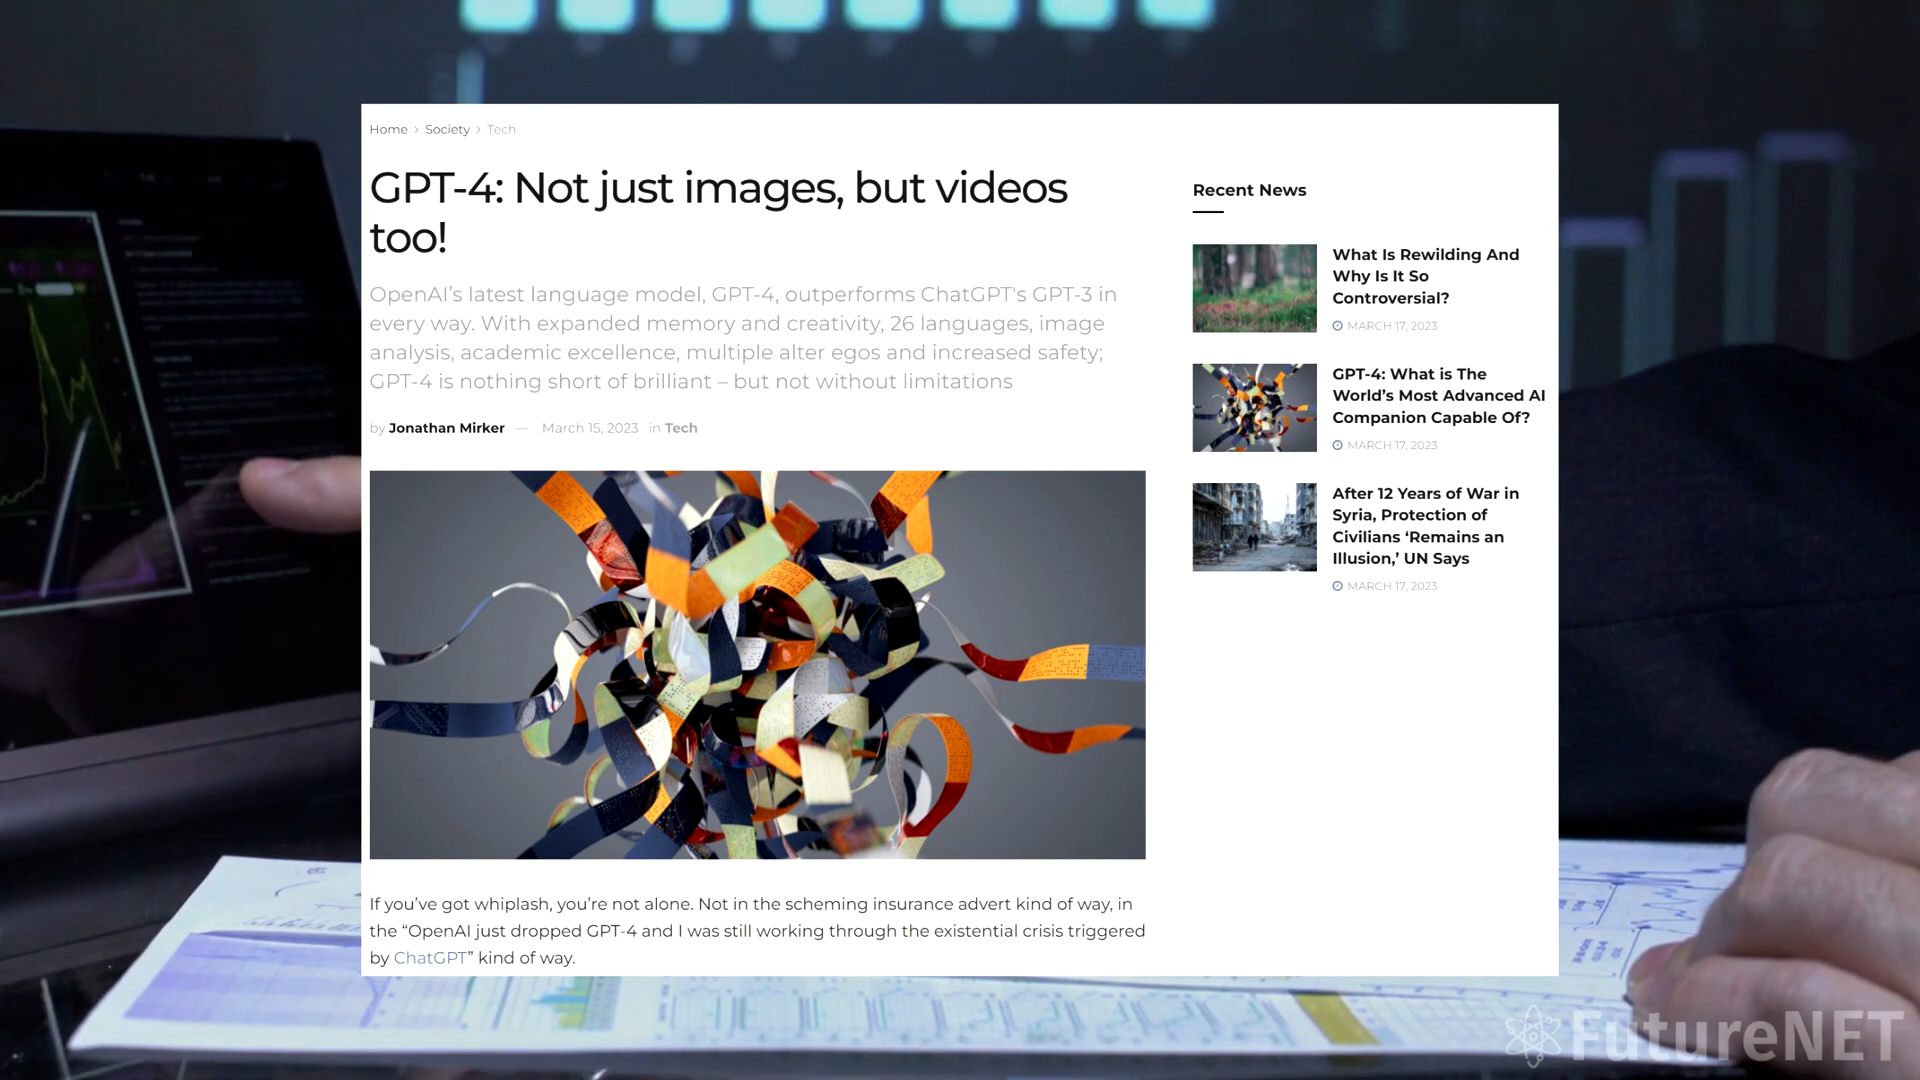 Home > Society > Tech
GPT-4: Not just images, but videos
too!
OpenAI’s latest language model, GPT-4, outperforms ChatGPT's GPT-3 in
every way. With expanded memory and creativity, 26 languages, image
analysis, academic excellence, multiple alter egos and increased safety;
GPT-4 is nothing short of brilliant – but not without limitations
by Jonathan Mirker — March 15, 2023 in Tech
If you’ve got whiplash, you’re not alone. Not in the scheming insurance advert kind of way, in
the “OpenAI just dropped GPT-4 and I was still working through the existential crisis triggered
by ChatGPT” kind of way.
Recent News
What Is Rewilding And
Why Is It So
Controversial?
MARCH 17, 2023
GPT-4: What is The
World’s Most Advanced AI
Companion Capable Of?
MARCH 17, 2023
After 12 Years of War in
Syria, Protection of
Civilians ‘Remains an
Illusion,’ UN Says
MARCH 17, 2023
FutureNET